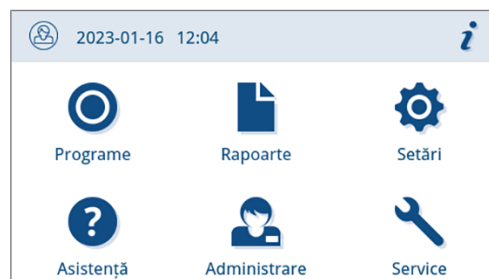 2023-01-16 12:04 i
Programe Rapoarte Setări
? 
Asistență Administrare Service